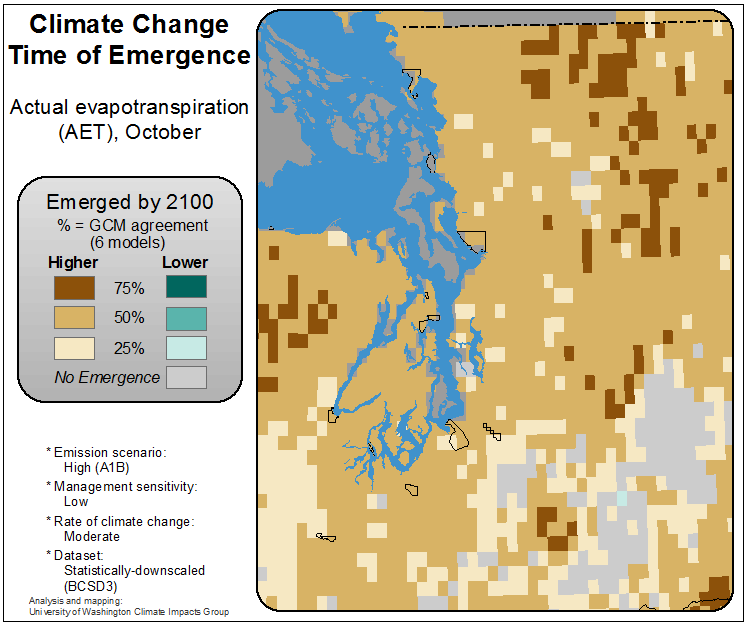 Climate Change
Time of Emergence
Actual evapotranspiration
(AET), October
Emerged by 2100
% = GCM agreement
(6 models)
Higher Lower
75%
50%
25%
No Emergence
* Emission scenario:
High (A1B)
* Management sensitivity:
Low
* Rate of climate change:
Moderate
* Dataset:
Statistically-downscaled
(BCSD3)
Analysis and mapping:
University of Washington Climate Impacts Group